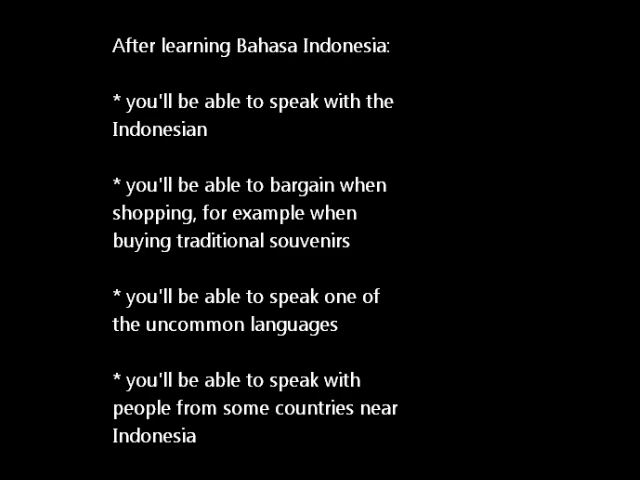 After learning Bahasa Indonesia:
* you'll be able to speak with the
Indonesian
* you'll be able to bargain when
shopping, for example when
buying traditional souvenirs
* you'll be able to speak one of
the uncommon languages
* you'll be able to speak with
people from some countries near
Indonesia